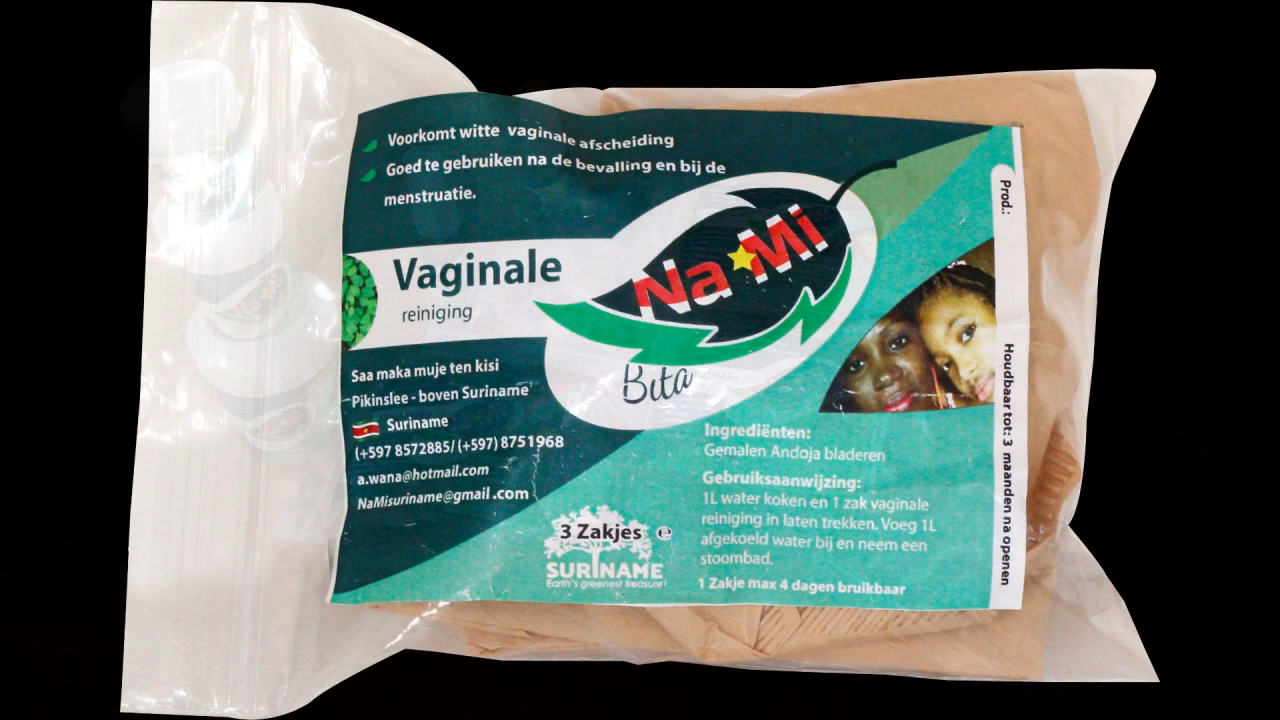 Voorkomt witte vaginale afscheiding
Goed te gebruiken na de bevalling en bij de
menstruatie.
Na Mi
Vaginale
reiniging
Bita
Saa maka muje ten kisi
Pikinslee - boven Suriname
Suriname
(+597 8572885/ (+597) 8751968
a.wana@hotmail.com
NaMisuriname@gmail.com
3 Zakjes ℮
SURINAME
Earth's greenest treasure
Ingrediënten:
Gemalen Andoja bladeren
Gebruiksaanwijzing:
1L water koken en 1 zak vaginale
reiniging in laten trekken. Voeg 1L
afgekoeld water bij en neem een
stoombad.
1 Zakje max 4 dagen bruikbaar
Prod.:
Houdbaar tot: 3 maanden na openen